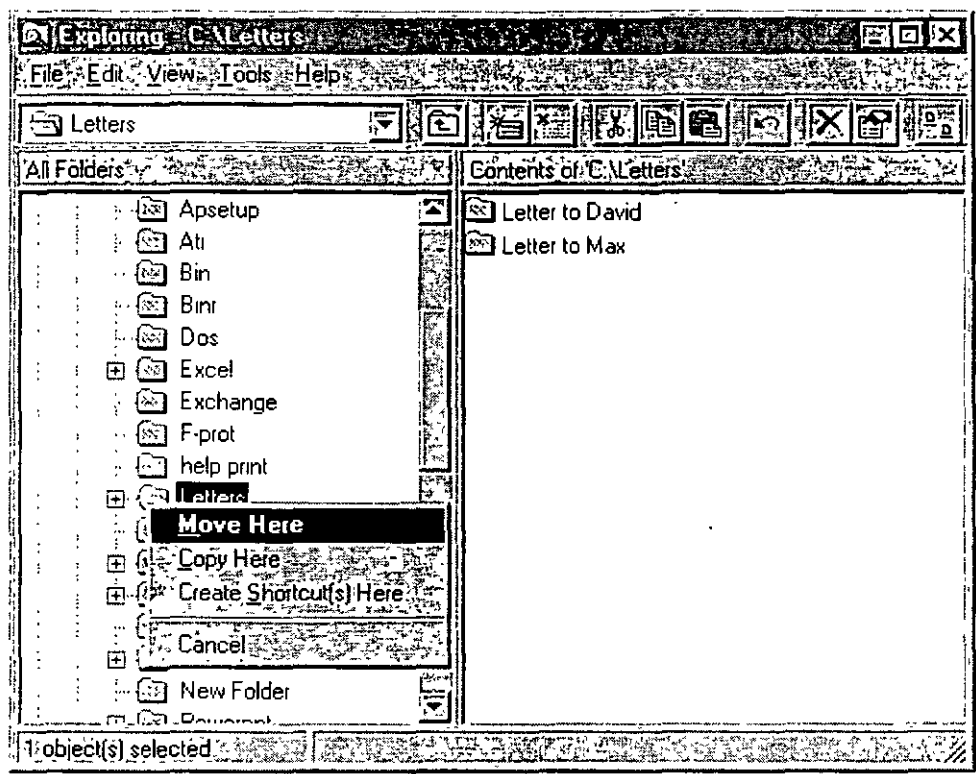 Exploring - C:\Letters
File Edit View Tools Help
Letters
All Folders
Contents of 'C:\Letters'
Apsetup
Ati
Bin
Binr
Dos
Excel
Exchange
F-prot
help print
Letters
Move Here
Copy Here
Create Shortcut(s) Here
Cancel
New Folder
Letter to David
Letter to Max
1 object(s) selected